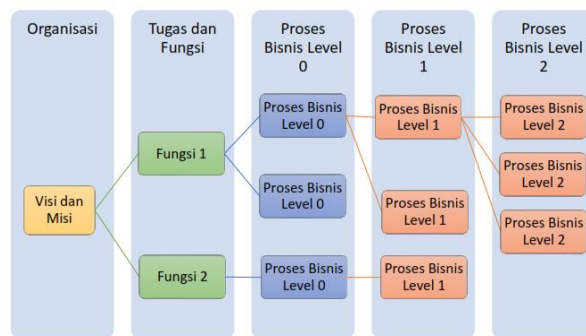 Organisasi
Tugas dan
Fungsi
Proses
Bisnis Level
0
Proses
Bisnis Level
1
Proses
Bisnis Level
2
Visi dan
Misi
Fungsi 1
Fungsi 2
Proses Bisnis
Level 0
Proses Bisnis
Level 0
Proses Bisnis
Level 0
Proses Bisnis
Level 1
Proses Bisnis
Level 1
Proses Bisnis
Level 1
Proses Bisnis
Level 2
Proses Bisnis
Level 2
Proses Bisnis
Level 2